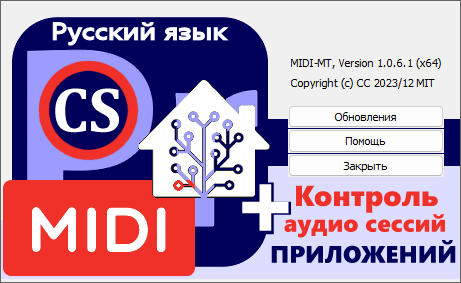 Русский язык
Pr
CS
MIDI
MIDI-MT, Version 1.0.6.1 (x64)
Copyright (c) CC 2023/12 MIT
Обновления
Помощь
Закрыть
+ Контроль
аудио сессий
ПРИЛОЖЕНИЙ